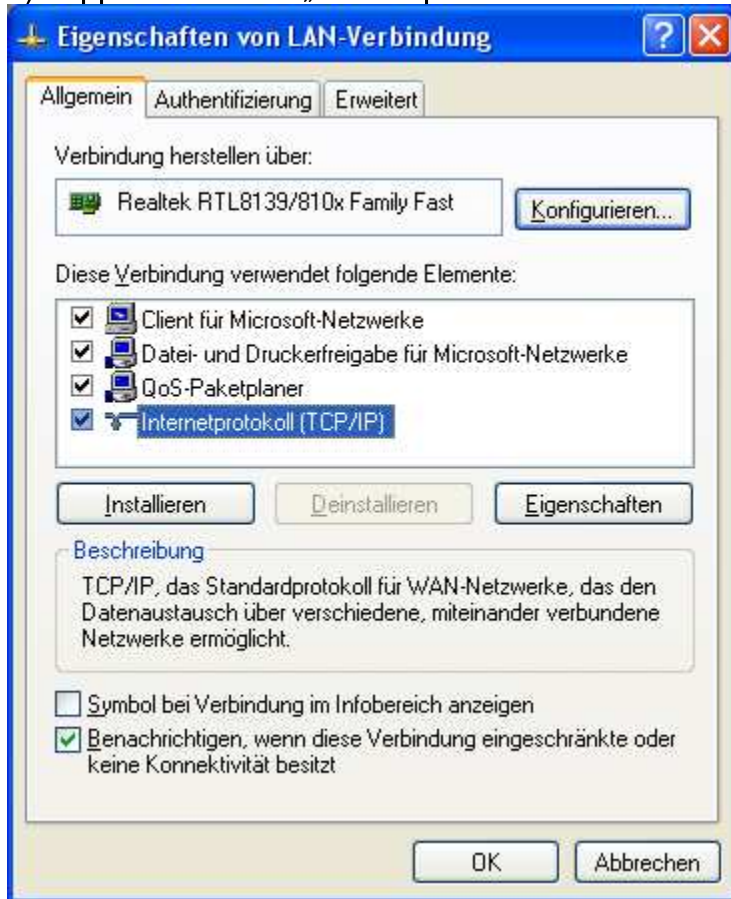 Eigenschaften von LAN-Verbindung
Allgemein Authentifizierung Erweitert
Verbindung herstellen über:
Realtek RTL8139/810x Family Fast
Konfigurieren...
Diese Verbindung verwendet folgende Elemente:
Client für Microsoft-Netzwerke
Datei- und Druckerfreigabe für Microsoft-Netzwerke
QoS-Paketplaner
Internetprotokoll (TCP/IP)
Installieren Deinstallieren Eigenschaften
Beschreibung
TCP/IP, das Standardprotokoll für WAN-Netzwerke, das den
Datenaustausch über verschiedene, miteinander verbundene
Netzwerke ermöglicht.
Symbol bei Verbindung im Infobereich anzeigen
Benachrichtigen, wenn diese Verbindung eingeschränkte oder
keine Konnektivität besitzt
OK Abbrechen